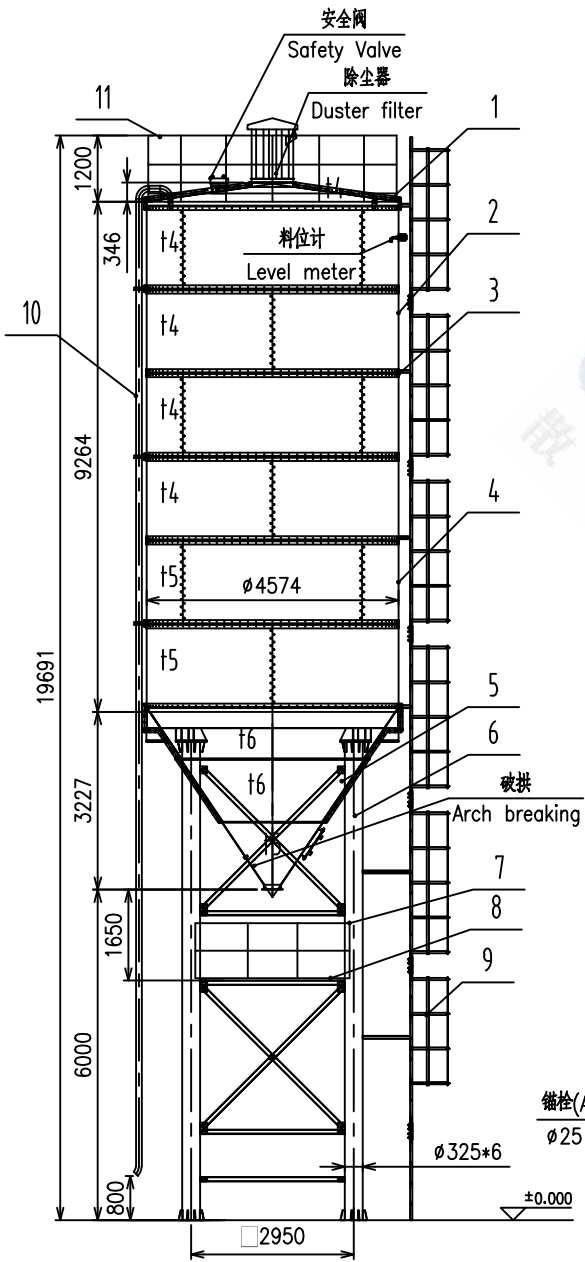 安全阀
Safety Valve
除尘器
Duster filter
11
1
1200
t4
346
t4
料位计
Level meter
2
10
t4
3
t4
9264
t4
4
t5
ø4574
19691
t5
5
t6
6
t6
破拱
Arch breaking
3227
7
8
1650
9
6000
锚栓(A
ø25
ø325*6
800
±0.000
□2950
散